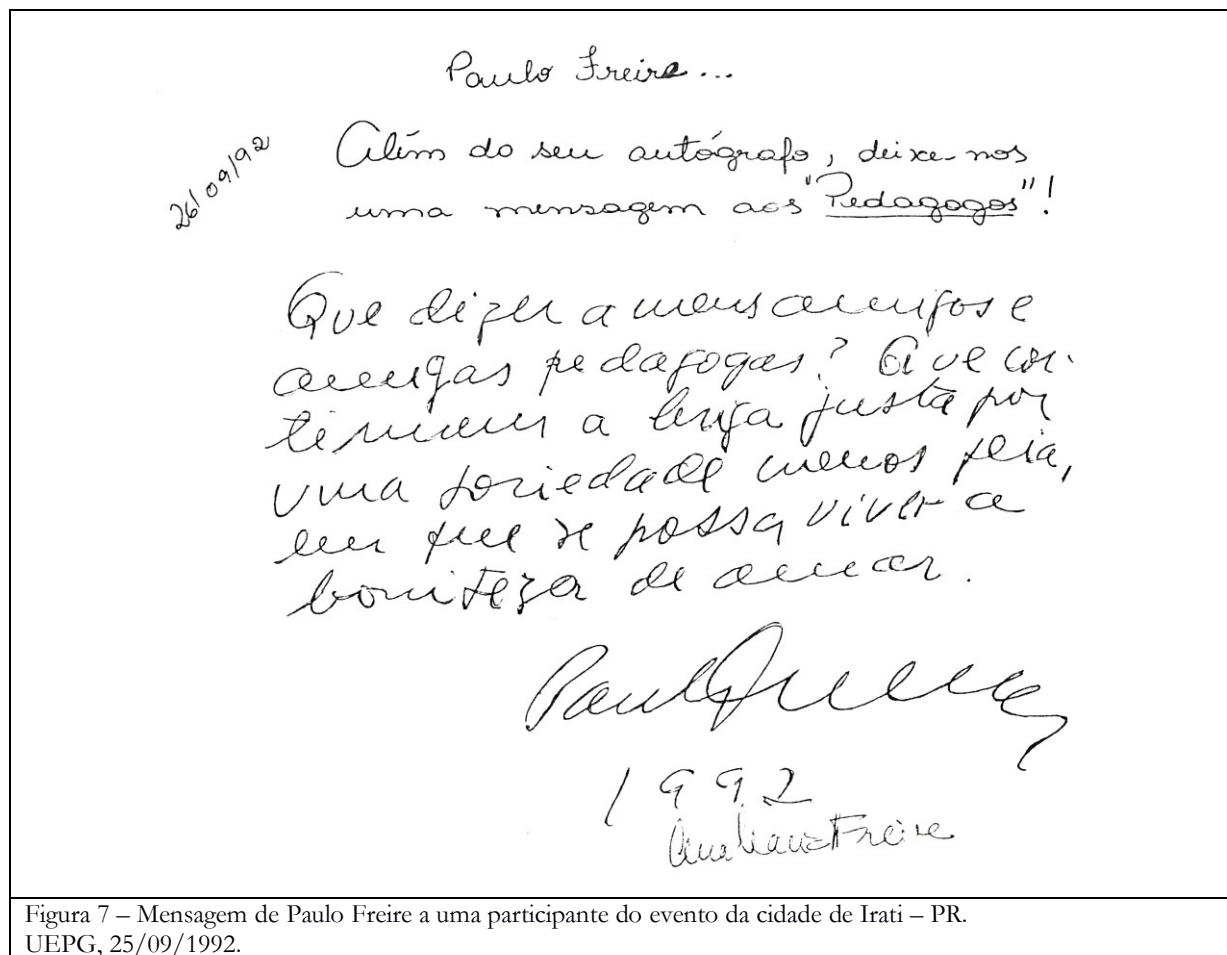 Paulo Freire...
26/09/92
Além do seu autógrafo, deixe-nos
uma mensagem aos "Pedagogos"!
Que dizer a meus amigos e
amigas pedagogas? Que con-
tinuem a briga justa por
uma sociedade menos feia,
em que se possa viver a
boniteza de amar.
Paulo Freire
1992
Ana Maria Freire
Figura 7 – Mensagem de Paulo Freire a uma participante do evento da cidade de Irati – PR.
UEPG, 25/09/1992.